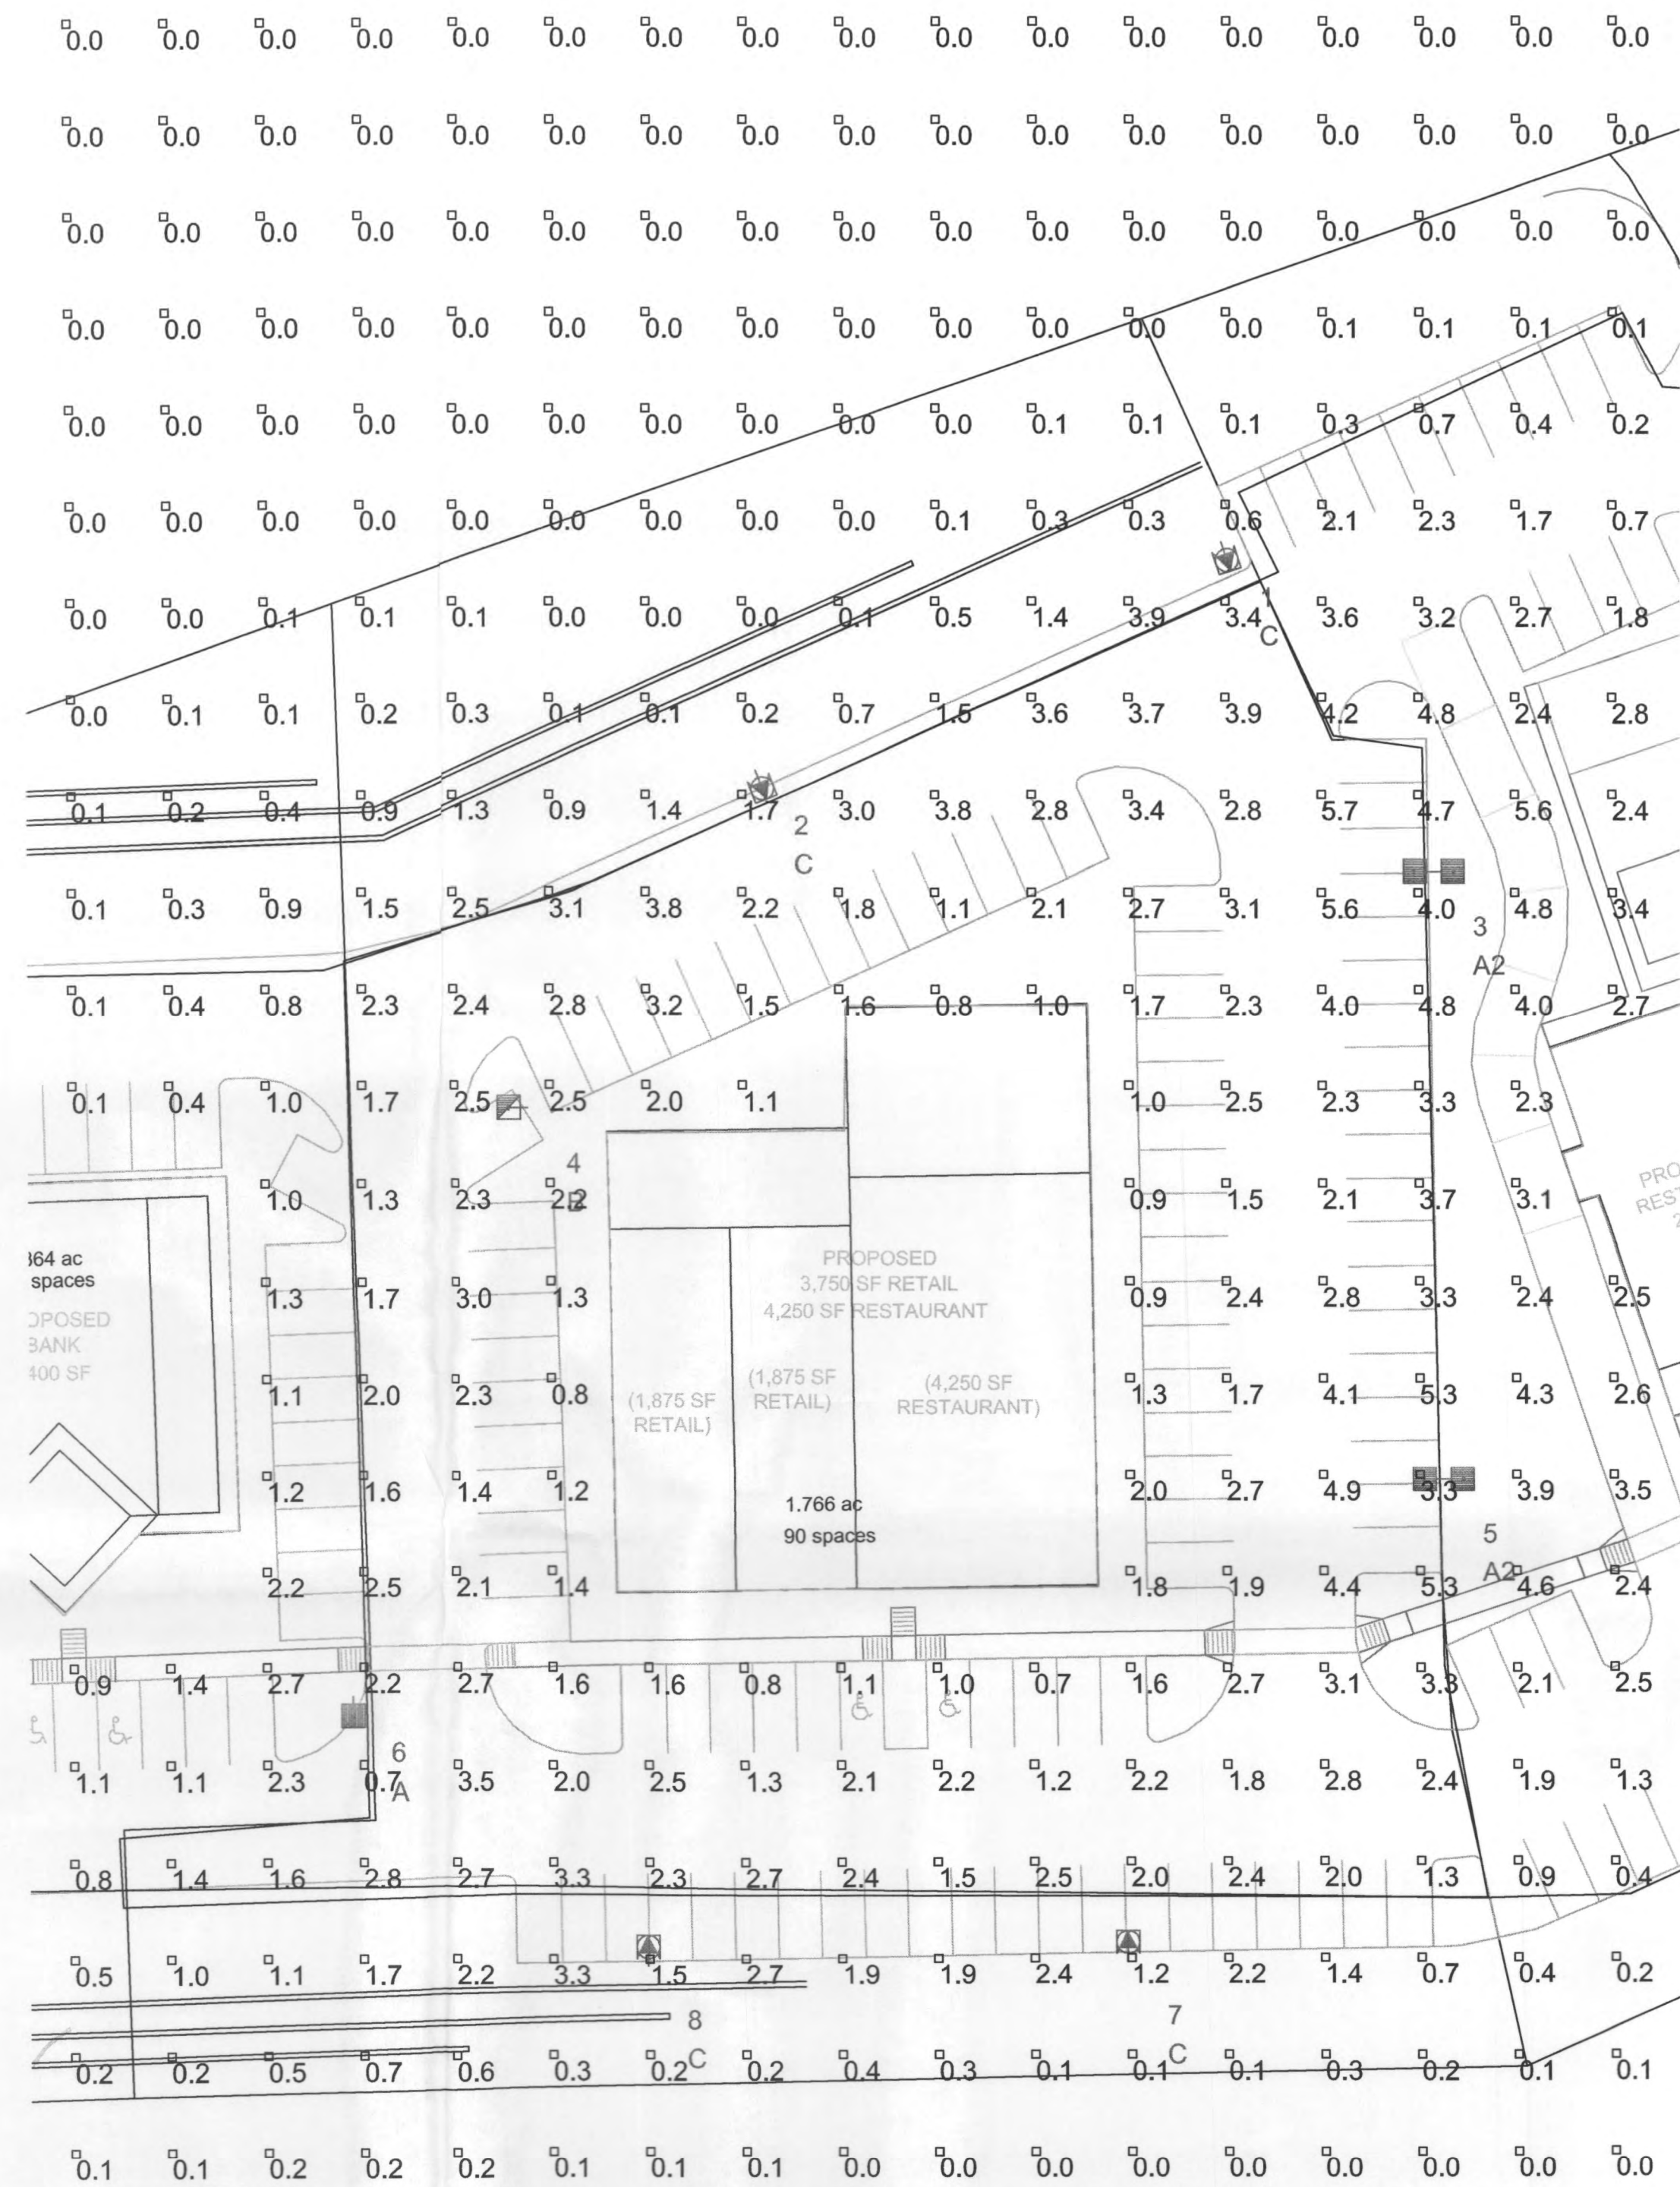 0.0 0.0 0.0 0.0 0.0 0.0 0.0 0.0 0.0 0.0 0.0 0.0 0.0 0.0 0.0 0.0 0.0
0.0 0.0 0.0 0.0 0.0 0.0 0.0 0.0 0.0 0.0 0.0 0.0 0.0 0.0 0.0 0.0 0.0
0.0 0.0 0.0 0.0 0.0 0.0 0.0 0.0 0.0 0.0 0.0 0.0 0.0 0.0 0.0 0.0 0.0
0.0 0.0 0.0 0.0 0.0 0.0 0.0 0.0 0.0 0.0 0.0 0.0 0.0 0.1 0.1 0.1 0.1
0.0 0.0 0.0 0.0 0.0 0.0 0.0 0.0 0.0 0.0 0.1 0.1 0.1 0.3 0.7 0.4 0.2
0.0 0.0 0.0 0.0 0.0 0.0 0.0 0.0 0.0 0.1 0.3 0.3 0.6 2.1 2.3 1.7 0.7
0.0 0.0 0.1 0.1 0.1 0.0 0.0 0.0 0.1 0.5 1.4 3.9 3.4 3.6 3.2 2.7 1.8
1
C
0.0 0.1 0.1 0.2 0.3 0.1 0.1 0.2 0.7 1.5 3.6 3.7 3.9 4.2 4.8 2.4 2.8
0.1 0.2 0.4 0.9 1.3 0.9 1.4 1.7 3.0 3.8 2.8 3.4 2.8 5.7 4.7 5.6 2.4
2
C
0.1 0.3 0.9 1.5 2.5 3.1 3.8 2.2 1.8 1.1 2.1 2.7 3.1 5.6 4.0 4.8 3.4
3
A2
0.1 0.4 0.8 2.3 2.4 2.8 3.2 1.5 1.6 0.8 1.0 1.7 2.3 4.0 4.8 4.0 2.7
0.1 0.4 1.0 1.7 2.5 2.5 2.0 1.1 1.0 2.5 2.3 3.3 2.3
4
B
1.0 1.3 2.3 2.2 0.9 1.5 2.1 3.7 3.1
PRO
REST
2
364 ac
spaces
OPOSED
BANK
400 SF
PROPOSED
3,750 SF RETAIL
4,250 SF RESTAURANT
1.3 1.7 3.0 1.3 0.9 2.4 2.8 3.3 2.4 2.5
(1,875 SF
RETAIL)
(1,875 SF
RETAIL)
(4,250 SF
RESTAURANT)
1.1 2.0 2.3 0.8 1.3 1.7 4.1 5.3 4.3 2.6
1.2 1.6 1.4 1.2 2.0 2.7 4.9 3.3 3.9 3.5
1.766 ac
90 spaces
5
A2
2.2 2.5 2.1 1.4 1.8 1.9 4.4 5.3 4.6 2.4
0.9 1.4 2.7 2.2 2.7 1.6 1.6 0.8 1.1 1.0 0.7 1.6 2.7 3.1 3.3 2.1 2.5
6
A
1.1 1.1 2.3 0.7 3.5 2.0 2.5 1.3 2.1 2.2 1.2 2.2 1.8 2.8 2.4 1.9 1.3
0.8 1.4 1.6 2.8 2.7 3.3 2.3 2.7 2.4 1.5 2.5 2.0 2.4 2.0 1.3 0.9 0.4
0.5 1.0 1.1 1.7 2.2 3.3 1.5 2.7 1.9 1.9 2.4 1.2 2.2 1.4 0.7 0.4 0.2
8
C
7
C
0.2 0.2 0.5 0.7 0.6 0.3 0.2 0.2 0.4 0.3 0.1 0.1 0.1 0.3 0.2 0.1 0.1
0.1 0.1 0.2 0.2 0.2 0.1 0.1 0.1 0.0 0.0 0.0 0.0 0.0 0.0 0.0 0.0 0.0